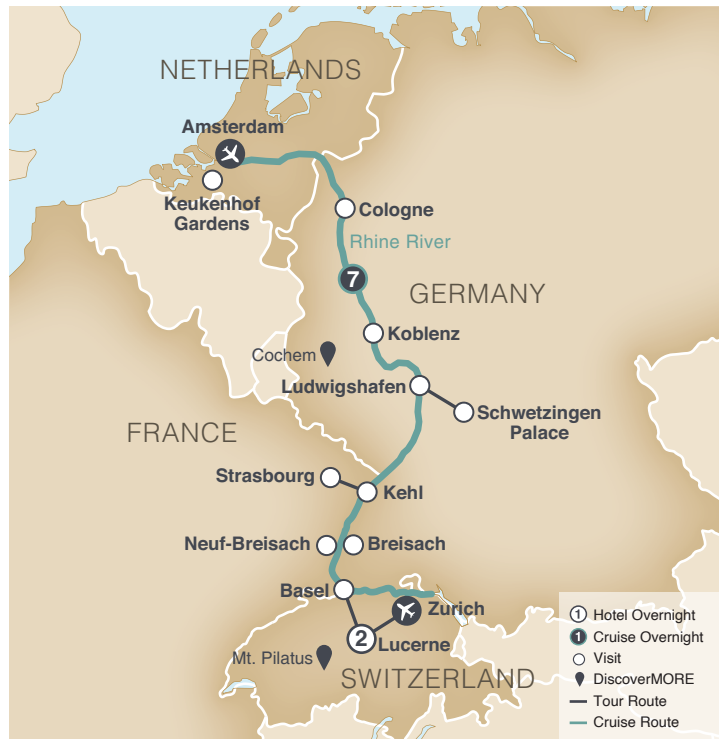 NETHERLANDS
Amsterdam
Keukenhof
Gardens
Cologne
Rhine River
7
GERMANY
Koblenz
Cochem
Ludwigshafen
Schwetzingen
Palace
FRANCE
Strasbourg
Kehl
Neuf-Breisach
Breisach
Basel
Zurich
2
Lucerne
Mt. Pilatus
SWITZERLAND
1 Hotel Overnight
1 Cruise Overnight
Visit
DiscoverMORE
Tour Route
Cruise Route